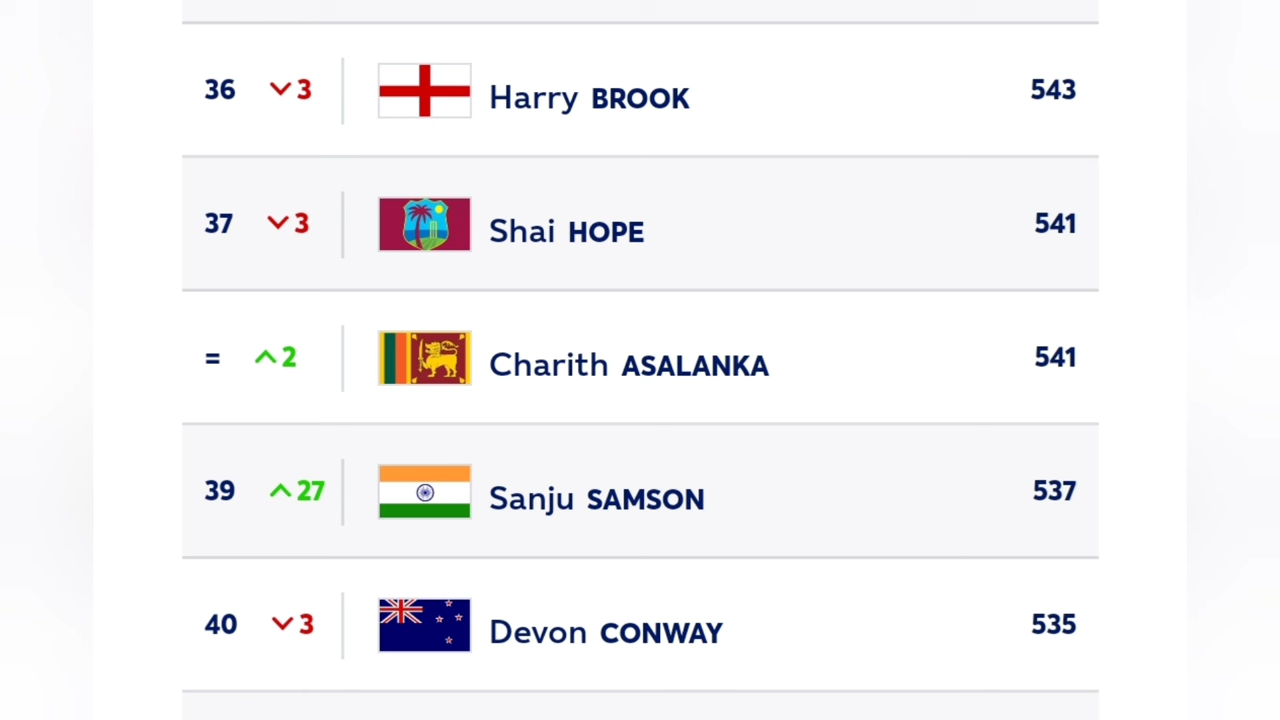 36 3 Harry BROOK 543
37 3 Shai HOPE 541
= 2 Charith ASALANKA 541
39 27 Sanju SAMSON 537
40 3 Devon CONWAY 535